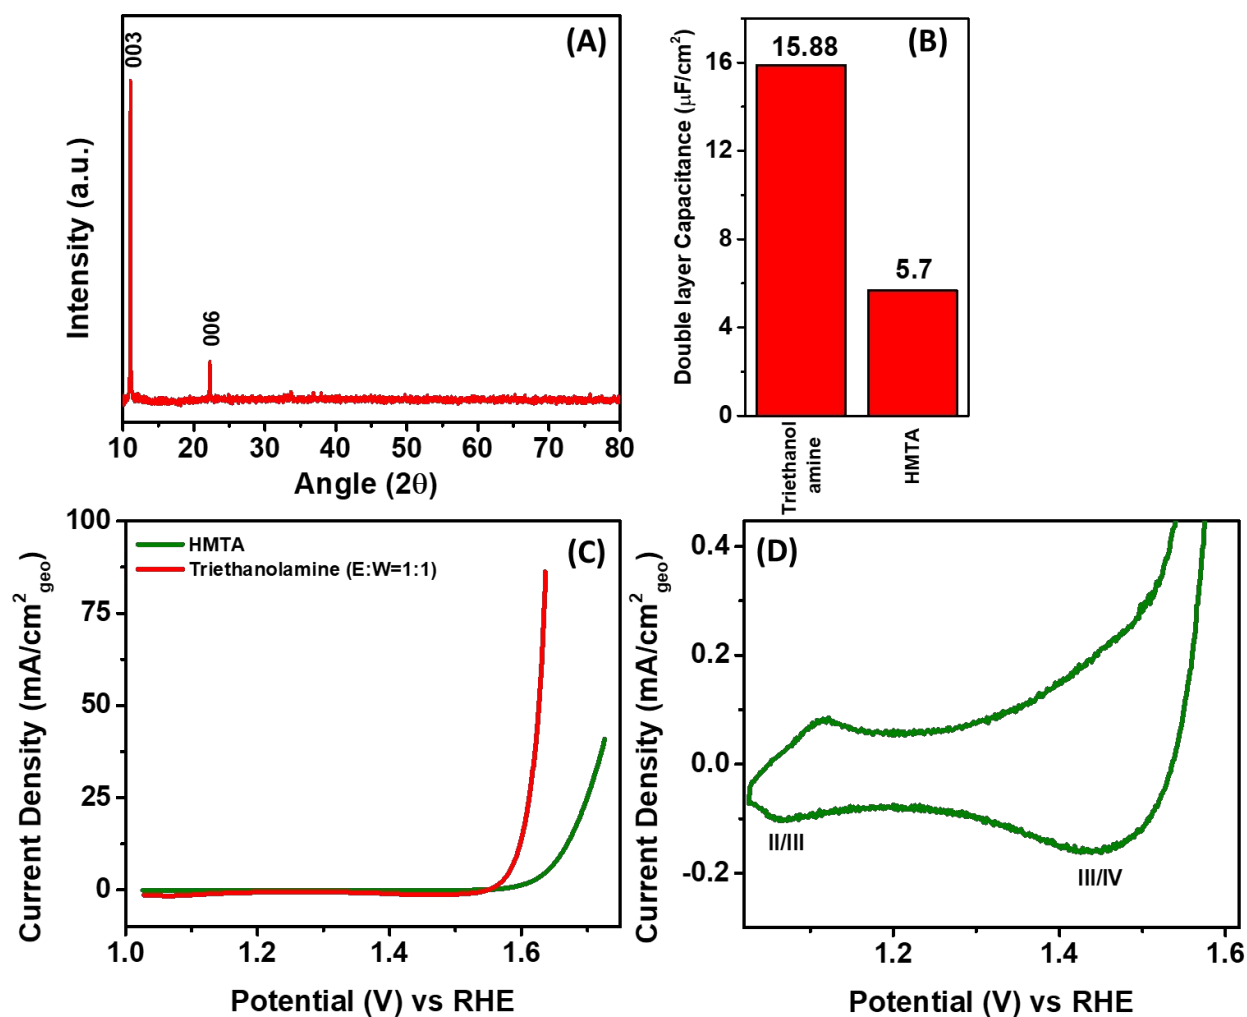 (A)
003
006
Intensity (a.u.)
10 20 30 40 50 60 70 80
Angle (2θ)
(B)
15.88
5.7
Double layer Capacitance (μF/cm²)
16
12
8
4
0
Triethanol
amine
HMTA
(C)
HMTA
Triethanolamine (E:W=1:1)
Current Density (mA/cm²geo)
100
75
50
25
0
1.0 1.2 1.4 1.6
Potential (V) vs RHE
(D)
Current Density (mA/cm²geo)
0.4
0.2
0.0
-0.2
II/III
III/IV
1.2 1.4 1.6
Potential (V) vs RHE